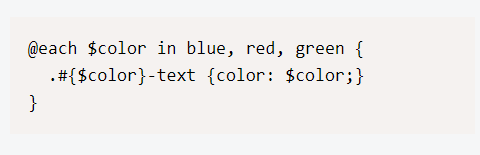 @each $color in blue, red, green {
  .#{$color}-text {color: $color;}
}